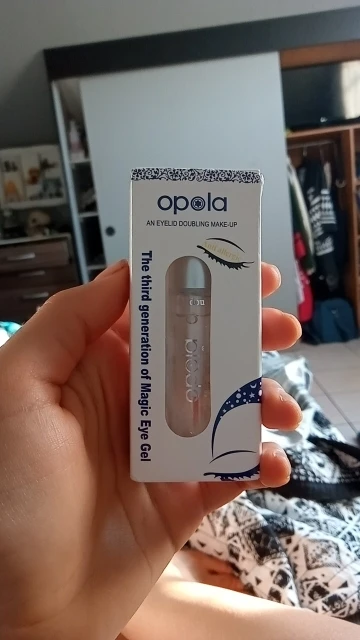 opola
AN EYELID DOUBLING MAKE-UP
The third generation of Magic Eye Gel
opola